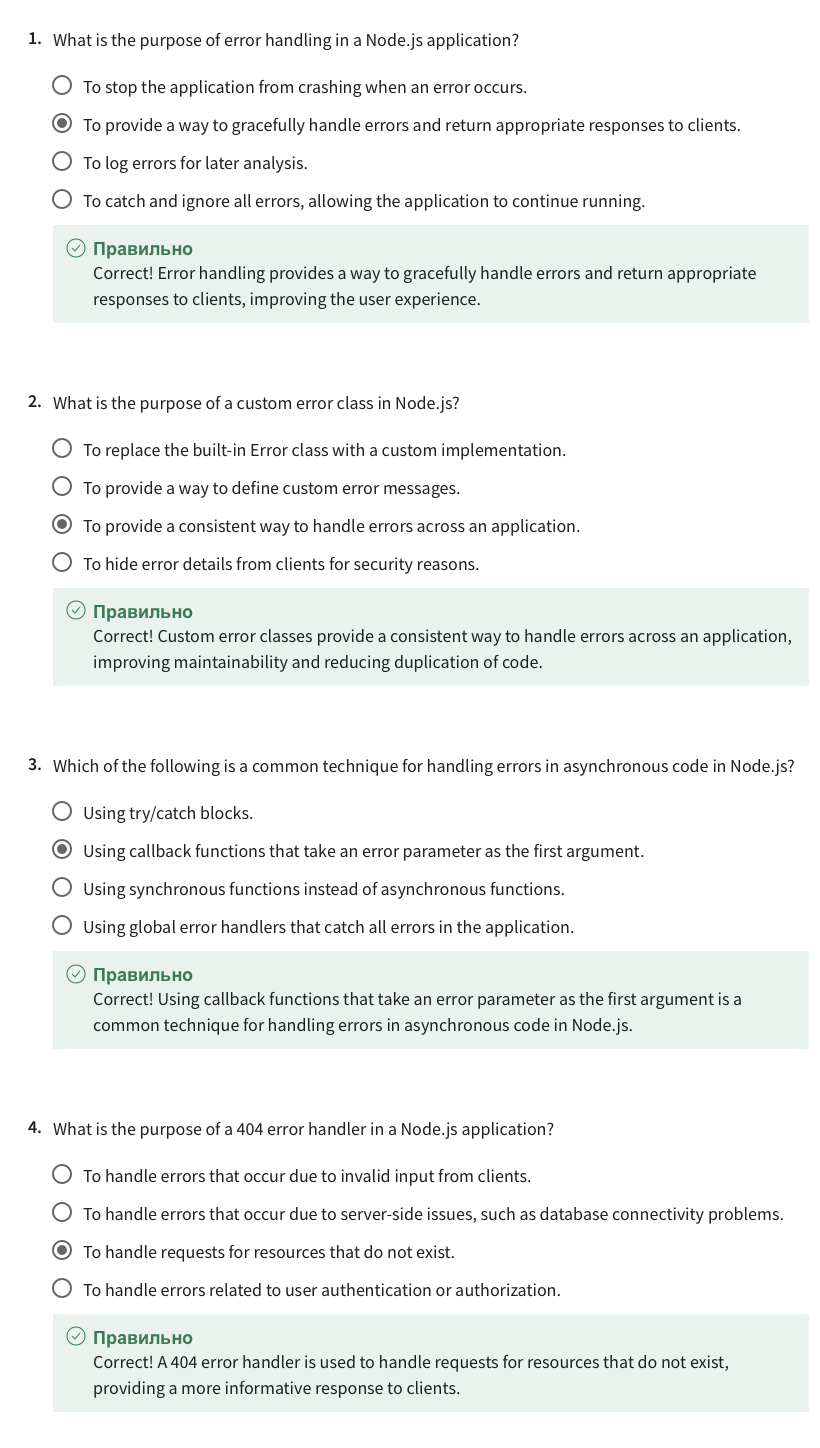 1. What is the purpose of error handling in a Node.js application?
To stop the application from crashing when an error occurs.
To provide a way to gracefully handle errors and return appropriate responses to clients.
To log errors for later analysis.
To catch and ignore all errors, allowing the application to continue running.
Правильно
Correct! Error handling provides a way to gracefully handle errors and return appropriate
responses to clients, improving the user experience.
2. What is the purpose of a custom error class in Node.js?
To replace the built-in Error class with a custom implementation.
To provide a way to define custom error messages.
To provide a consistent way to handle errors across an application.
To hide error details from clients for security reasons.
Правильно
Correct! Custom error classes provide a consistent way to handle errors across an application,
improving maintainability and reducing duplication of code.
3. Which of the following is a common technique for handling errors in asynchronous code in Node.js?
Using try/catch blocks.
Using callback functions that take an error parameter as the first argument.
Using synchronous functions instead of asynchronous functions.
Using global error handlers that catch all errors in the application.
Правильно
Correct! Using callback functions that take an error parameter as the first argument is a
common technique for handling errors in asynchronous code in Node.js.
4. What is the purpose of a 404 error handler in a Node.js application?
To handle errors that occur due to invalid input from clients.
To handle errors that occur due to server-side issues, such as database connectivity problems.
To handle requests for resources that do not exist.
To handle errors related to user authentication or authorization.
Правильно
Correct! A 404 error handler is used to handle requests for resources that do not exist,
providing a more informative response to clients.